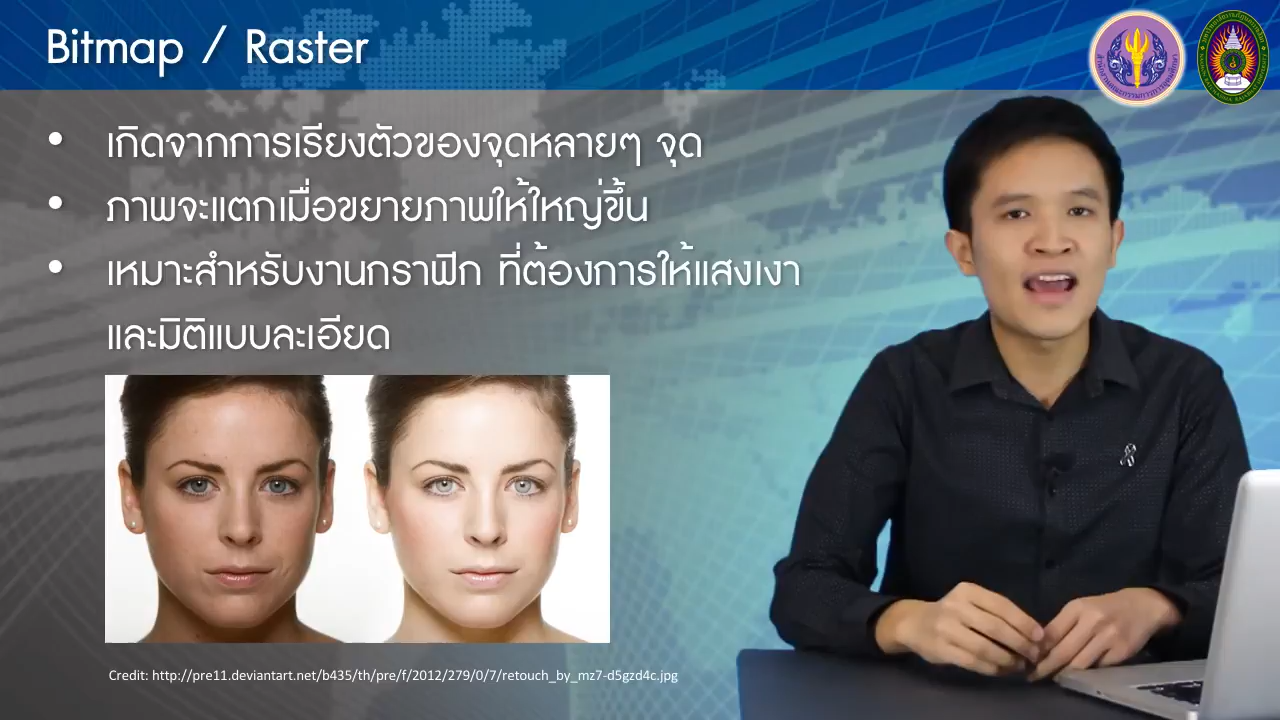 Bitmap / Raster
• เกิดจากการเรียงตัวของจุดหลายๆ จุด
• ภาพจะแตกเมื่อขยายภาพให้ใหญ่ขึ้น
• เหมาะสำหรับงานกราฟิก ที่ต้องการให้แสงเงา
และมิติแบบละเอียด
Credit: http://pre11.deviantart.net/b435/th/pre/f/2012/279/0/7/retouch_by_mz7-d5gzd4c.jpg